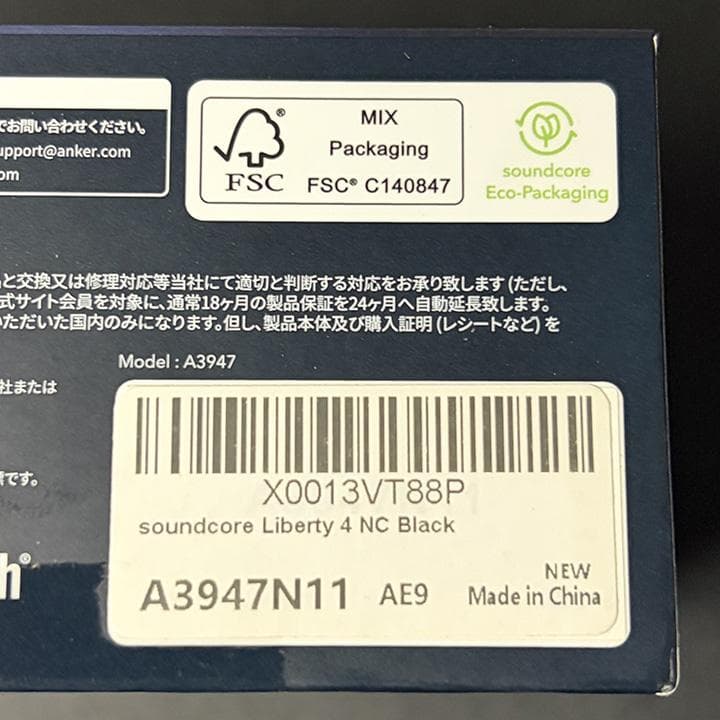 でお問い合わせください。
upport@anker.com
om
FSC®
MIX
Packaging
FSC® C140847
soundcore
Eco-Packaging
品と交換又は修理対応等当社にて適切と判断する対応をお承り致します(ただし、
式サイト会員を対象に、通常18ヶ月の製品保証を24ヶ月へ自動延長致します。
いただいた国内のみになります。但し、製品本体及び購入証明 (レシートなど) を
Model : A3947
社または
です。
h®
X0013VT88P
soundcore Liberty 4 NC Black
NEW
A3947N11 AE9 Made in China